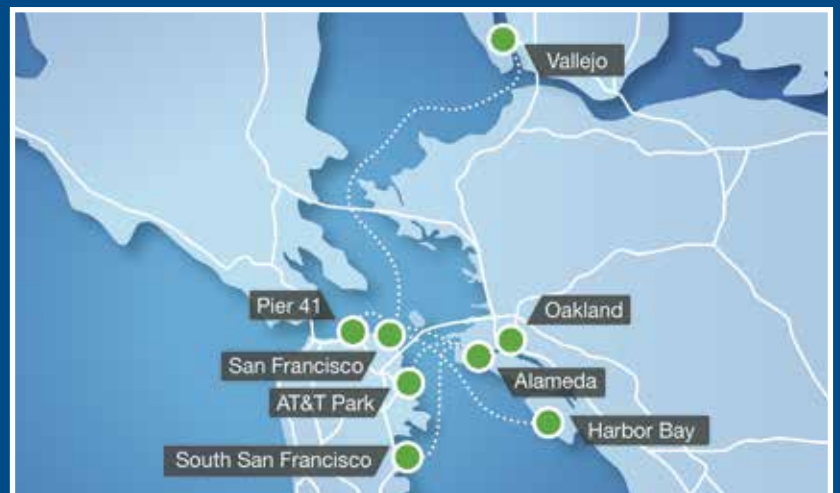 Vallejo
Pier 41
Oakland
San Francisco
Alameda
AT&T Park
Harbor Bay
South San Francisco